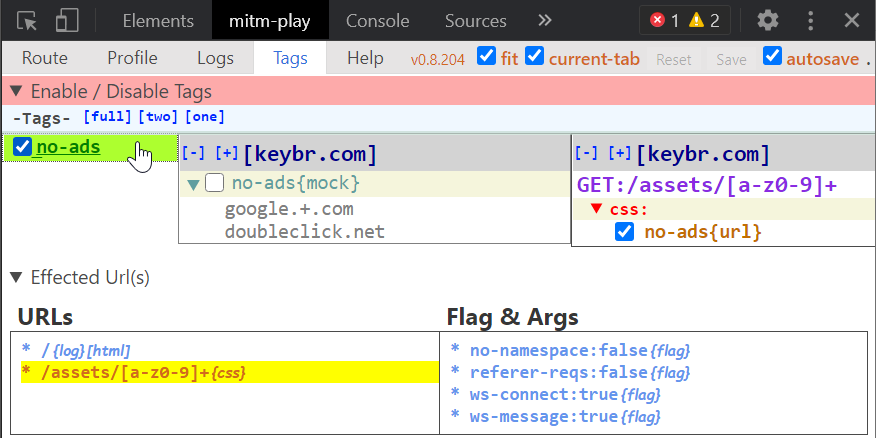 Elements mitm-play Console Sources » 1 2
Route Profile Logs Tags Help v0.8.204 fit current-tab Reset Save autosave .
▼ Enable / Disable Tags
-Tags- [full] [two] [one]
no-ads
[-] [+] [keybr.com]
▼ no-ads{mock}
google.+.com
doubleclick.net
[-] [+] [keybr.com]
GET:/assets/[a-z0-9]+
▼ css:
no-ads{url}
▼ Effected Url(s)
URLs
* /{log}[html]
* /assets/[a-z0-9]+{css}
Flag & Args
* no-namespace:false{flag}
* referer-reqs:false{flag}
* ws-connect:true{flag}
* ws-message:true{flag}